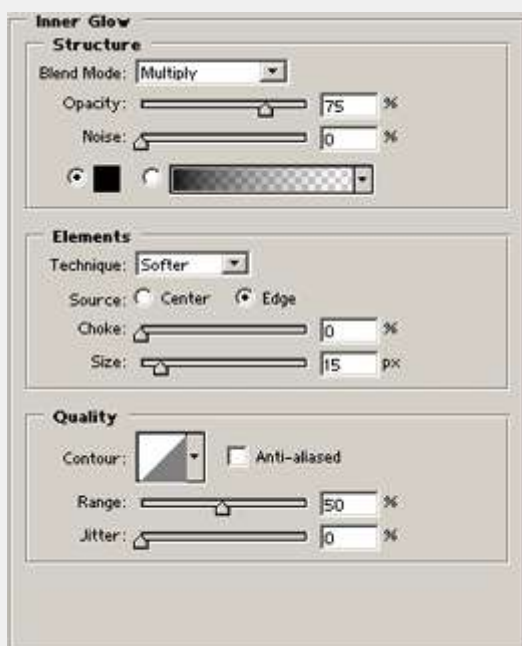 Inner Glow
Structure
Blend Mode: Multiply
Opacity: 75 %
Noise: 0 %
Elements
Technique: Softer
Source: Center Edge
Choke: 0 %
Size: 15 px
Quality
Contour: Anti-aliased
Range: 50 %
Jitter: 0 %